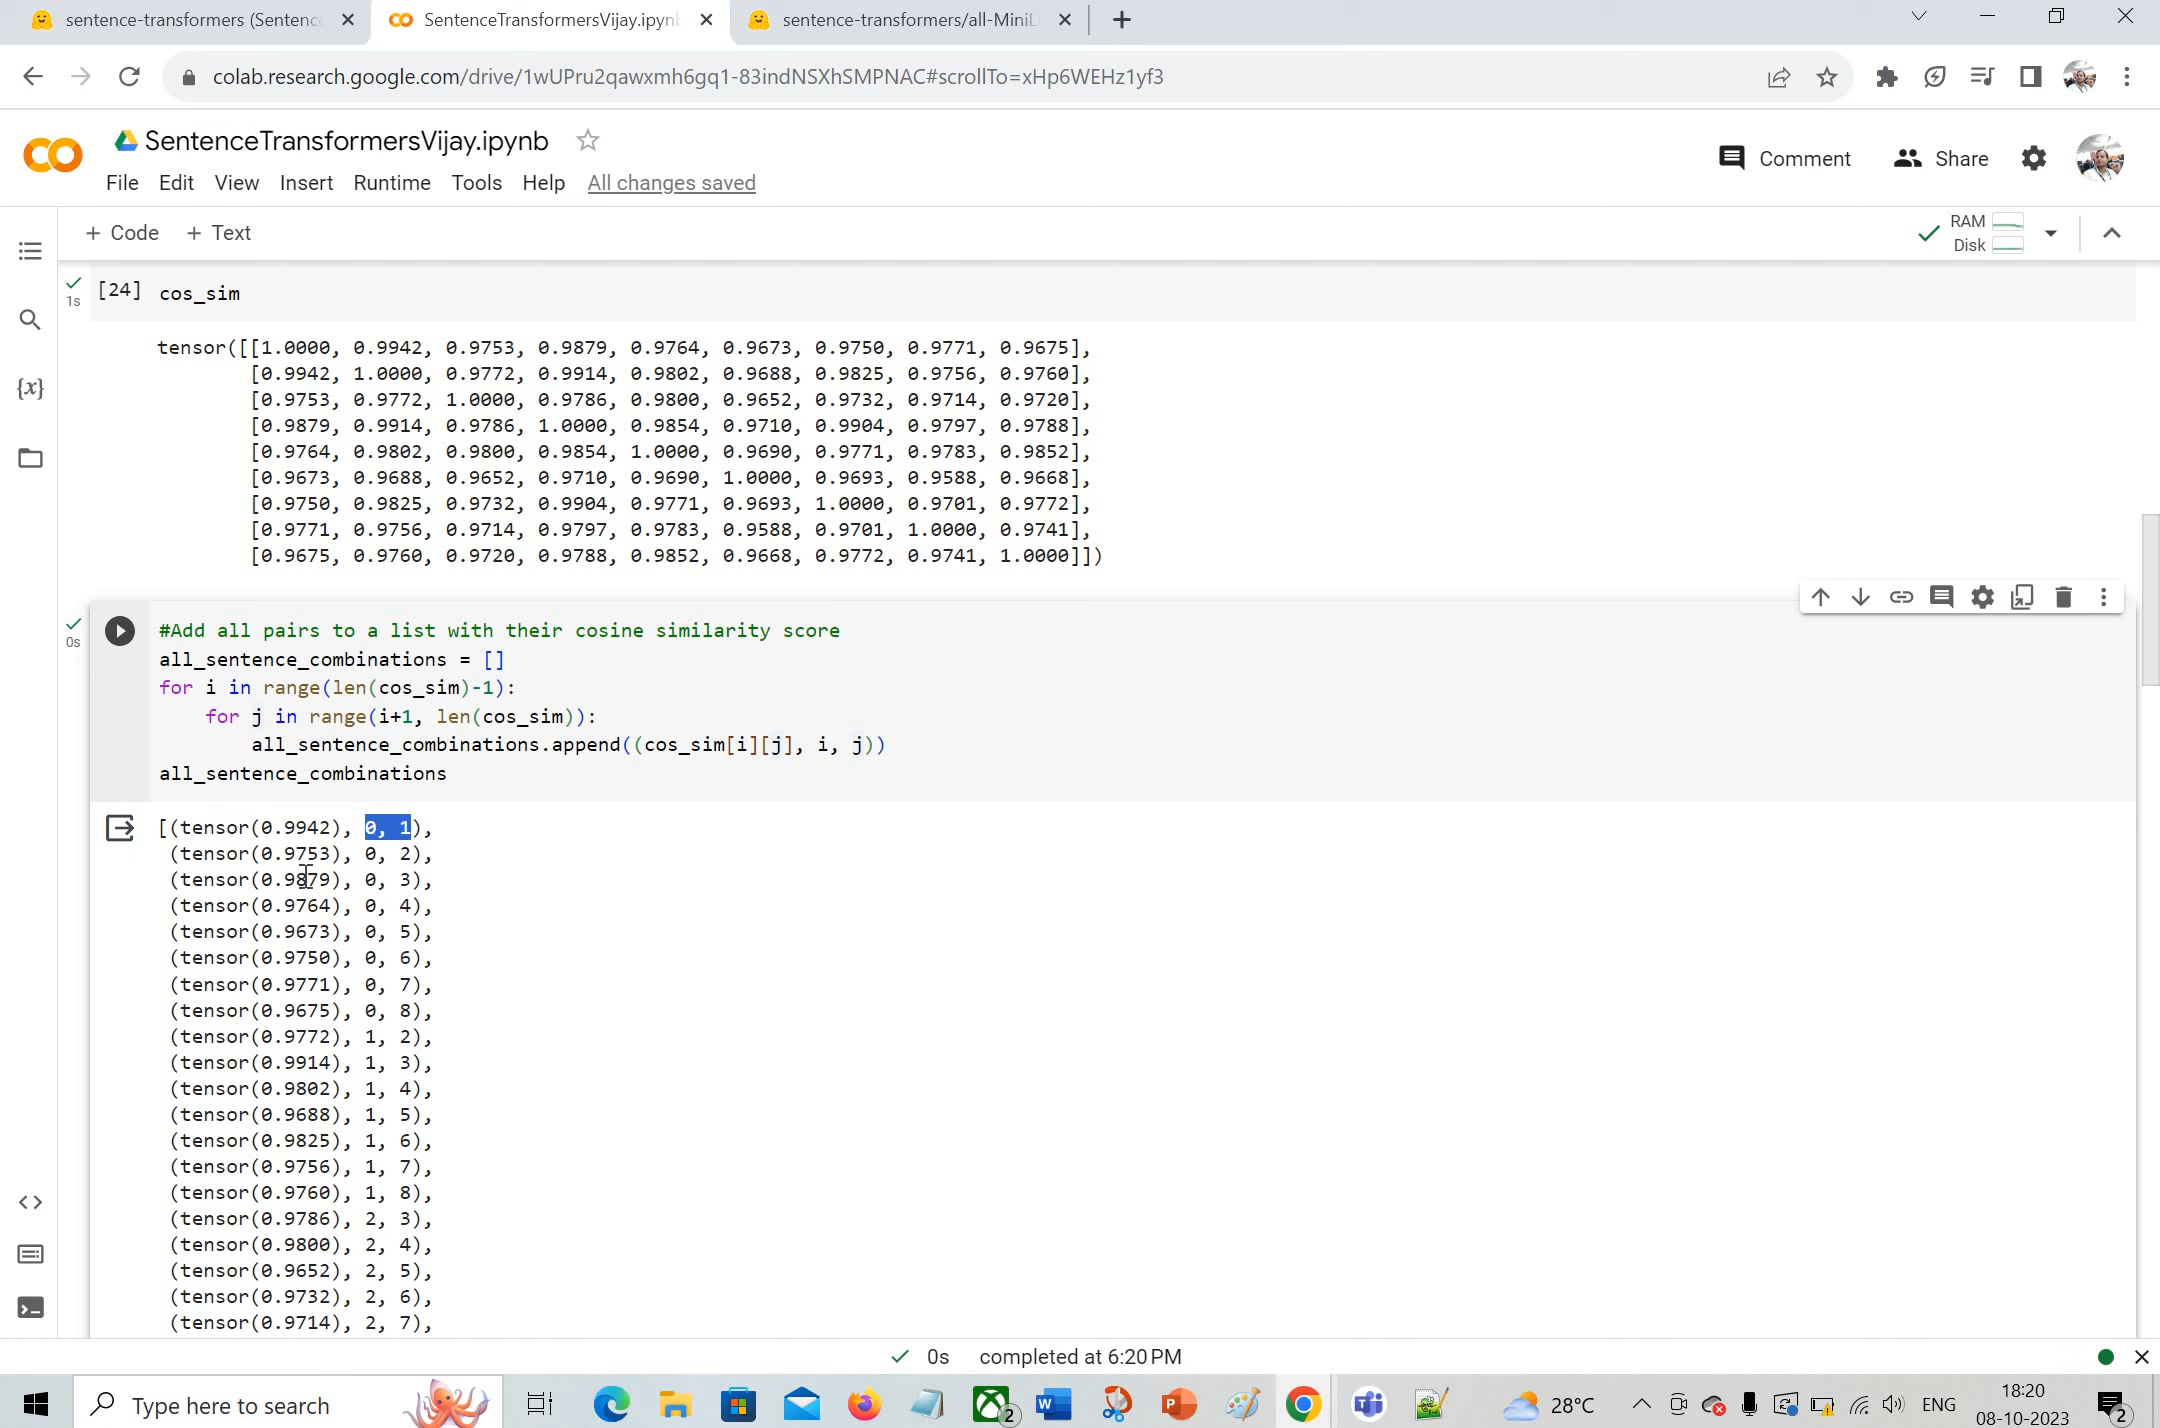 sentence-transformers (Sentence
SentenceTransformersVijay.ipynb
sentence-transformers/all-MiniL
colab.research.google.com/drive/1wUPru2qawxmh6gq1-83indNSXhSMPNAC#scrollTo=xHp6WEHz1yf3
SentenceTransformersVijay.ipynb
Comment
Share
File Edit View Insert Runtime Tools Help All changes saved
+ Code + Text
RAM
Disk
1s
[24] cos_sim
tensor([[1.0000, 0.9942, 0.9753, 0.9879, 0.9764, 0.9673, 0.9750, 0.9771, 0.9675],
[0.9942, 1.0000, 0.9772, 0.9914, 0.9802, 0.9688, 0.9825, 0.9756, 0.9760],
[0.9753, 0.9772, 1.0000, 0.9786, 0.9800, 0.9652, 0.9732, 0.9714, 0.9720],
[0.9879, 0.9914, 0.9786, 1.0000, 0.9854, 0.9710, 0.9904, 0.9797, 0.9788],
[0.9764, 0.9802, 0.9800, 0.9854, 1.0000, 0.9690, 0.9771, 0.9783, 0.9852],
[0.9673, 0.9688, 0.9652, 0.9710, 0.9690, 1.0000, 0.9693, 0.9588, 0.9668],
[0.9750, 0.9825, 0.9732, 0.9904, 0.9771, 0.9693, 1.0000, 0.9701, 0.9772],
[0.9771, 0.9756, 0.9714, 0.9797, 0.9783, 0.9588, 0.9701, 1.0000, 0.9741],
[0.9675, 0.9760, 0.9720, 0.9788, 0.9852, 0.9668, 0.9772, 0.9741, 1.0000]])
0s
#Add all pairs to a list with their cosine similarity score
all_sentence_combinations = []
for i in range(len(cos_sim)-1):
for j in range(i+1, len(cos_sim)):
all_sentence_combinations.append((cos_sim[i][j], i, j))
all_sentence_combinations
[(tensor(0.9942), 0, 1),
(tensor(0.9753), 0, 2),
(tensor(0.9879), 0, 3),
(tensor(0.9764), 0, 4),
(tensor(0.9673), 0, 5),
(tensor(0.9750), 0, 6),
(tensor(0.9771), 0, 7),
(tensor(0.9675), 0, 8),
(tensor(0.9772), 1, 2),
(tensor(0.9914), 1, 3),
(tensor(0.9802), 1, 4),
(tensor(0.9688), 1, 5),
(tensor(0.9825), 1, 6),
(tensor(0.9756), 1, 7),
(tensor(0.9760), 1, 8),
(tensor(0.9786), 2, 3),
(tensor(0.9800), 2, 4),
(tensor(0.9652), 2, 5),
(tensor(0.9732), 2, 6),
(tensor(0.9714), 2, 7),
0s completed at 6:20 PM
Type here to search
2
28°C
ENG
18:20
08-10-2023
2